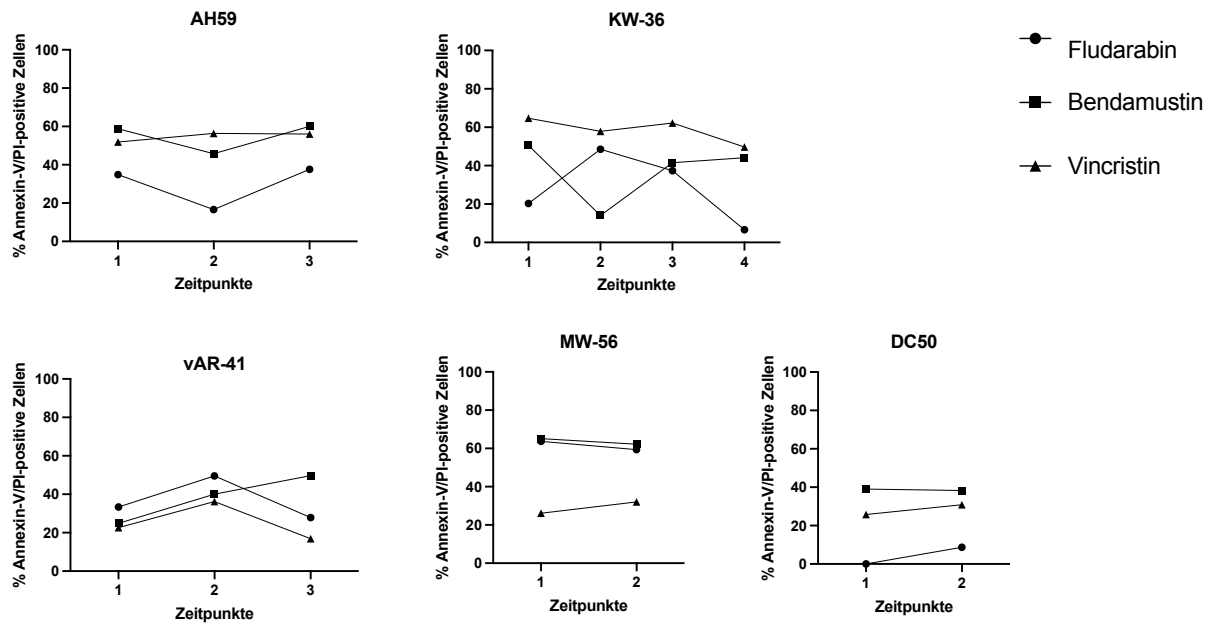 AH59
% Annexin-V/PI-positive Zellen
100
80
60
40
20
0
1 2 3
Zeitpunkte
KW-36
% Annexin-V/PI-positive Zellen
100
80
60
40
20
0
1 2 3 4
Zeitpunkte
Fludarabin
Bendamustin
Vincristin
vAR-41
% Annexin-V/PI-positive Zellen
100
80
60
40
20
0
1 2 3
Zeitpunkte
MW-56
% Annexin-V/PI-positive Zellen
100
80
60
40
20
0
1 2
Zeitpunkte
DC50
% Annexin-V/PI-positive Zellen
100
80
60
40
20
0
1 2
Zeitpunkte